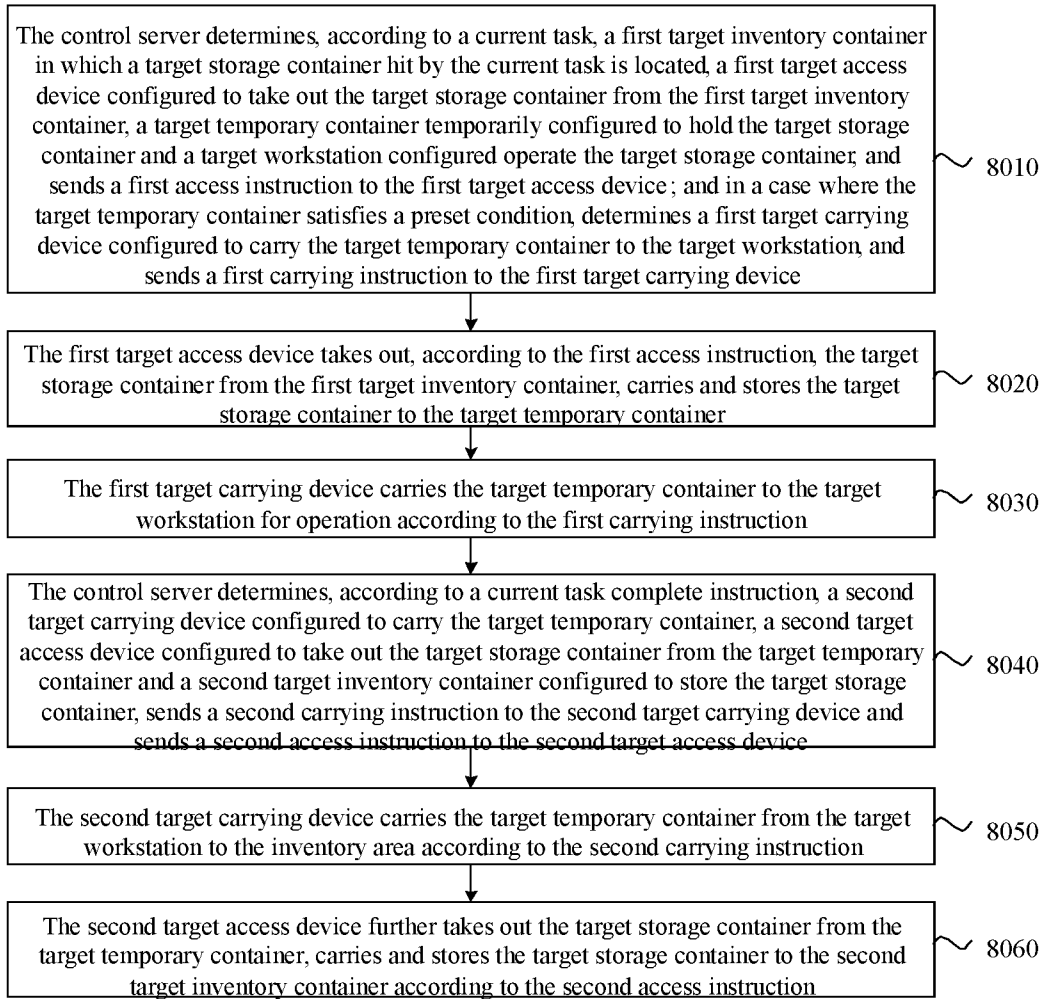 The control server determines, according to a current task, a first target inventory container
in which a target storage container hit by the current task is located, a first target access
device configured to take out the target storage container from the first target inventory
container, a target temporary container temporarily configured to hold the target storage
container and a target workstation configured operate the target storage container; and
sends a first access instruction to the first target access device; and in a case where the
target temporary container satisfies a preset condition, determines a first target carrying
device configured to carry the target temporary container to the target workstation, and
sends a first carrying instruction to the first target carrying device
8010
The first target access device takes out, according to the first access instruction, the target
storage container from the first target inventory container, carries and stores the target
storage container to the target temporary container
8020
The first target carrying device carries the target temporary container to the target
workstation for operation according to the first carrying instruction
8030
The control server determines, according to a current task complete instruction, a second
target carrying device configured to carry the target temporary container, a second target
access device configured to take out the target storage container from the target temporary
container and a second target inventory container configured to store the target storage
container, sends a second carrying instruction to the second target carrying device and
sends a second access instruction to the second target access device
8040
The second target carrying device carries the target temporary container from the target
workstation to the inventory area according to the second carrying instruction
8050
The second target access device further takes out the target storage container from the
target temporary container, carries and stores the target storage container to the second
target inventory container according to the second access instruction
8060